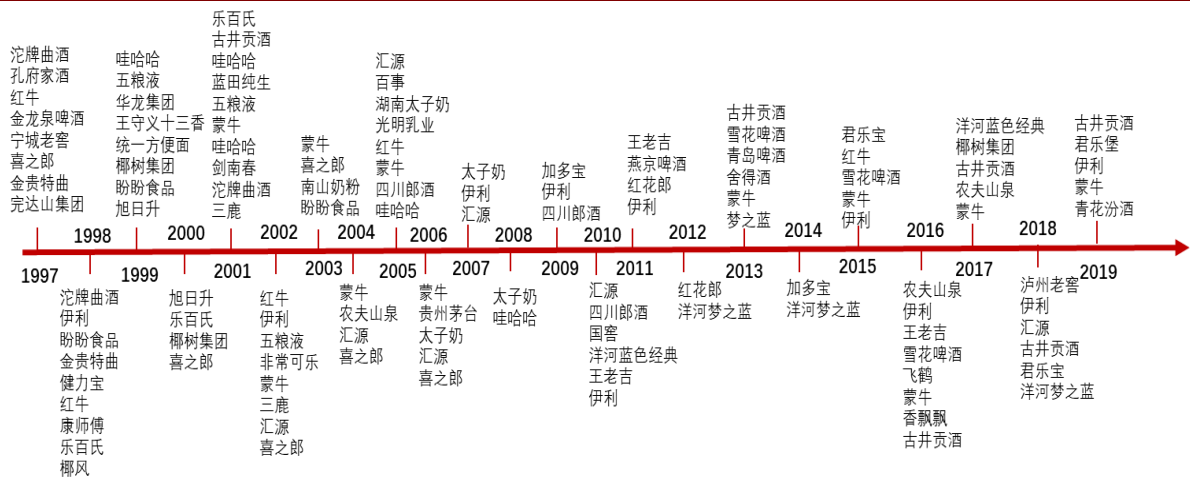 沱牌曲酒
孔府家酒
红牛
金龙泉啤酒
宁城老窖
喜之郎
金贵特曲
完达山集团
哇哈哈
五粮液
华龙集团
王守义十三香
统一方便面
椰树集团
盼盼食品
旭日升
乐百氏
古井贡酒
哇哈哈
蓝田纯生
五粮液
蒙牛
哇哈哈
剑南春
沱牌曲酒
三鹿
蒙牛
喜之郎
南山奶粉
盼盼食品
汇源
百事
湖南太子奶
光明乳业
红牛
蒙牛
四川郎酒
哇哈哈
太子奶
伊利
汇源
加多宝
伊利
四川郎酒
王老吉
燕京啤酒
红花郎
伊利
古井贡酒
雪花啤酒
青岛啤酒
舍得酒
蒙牛
梦之蓝
君乐宝
红牛
雪花啤酒
蒙牛
伊利
洋河蓝色经典
椰树集团
古井贡酒
农夫山泉
蒙牛
古井贡酒
君乐堡
伊利
蒙牛
青花汾酒
1998 2000 2002 2004 2006 2008 2010 2012 2014 2016 2018
1997 1999 2001 2003 2005 2007 2009 2011 2013 2015 2017 2019
沱牌曲酒
伊利
盼盼食品
金贵特曲
健力宝
红牛
康师傅
乐百氏
椰风
旭日升
乐百氏
椰树集团
喜之郎
红牛
伊利
五粮液
非常可乐
蒙牛
三鹿
汇源
喜之郎
蒙牛
农夫山泉
汇源
喜之郎
蒙牛
贵州茅台
太子奶
汇源
喜之郎
太子奶
哇哈哈
汇源
四川郎酒
国窖
洋河蓝色经典
王老吉
伊利
红花郎
洋河梦之蓝
加多宝
洋河梦之蓝
农夫山泉
伊利
王老吉
雪花啤酒
飞鹤
蒙牛
香飘飘
古井贡酒
泸州老窖
伊利
汇源
古井贡酒
君乐宝
洋河梦之蓝